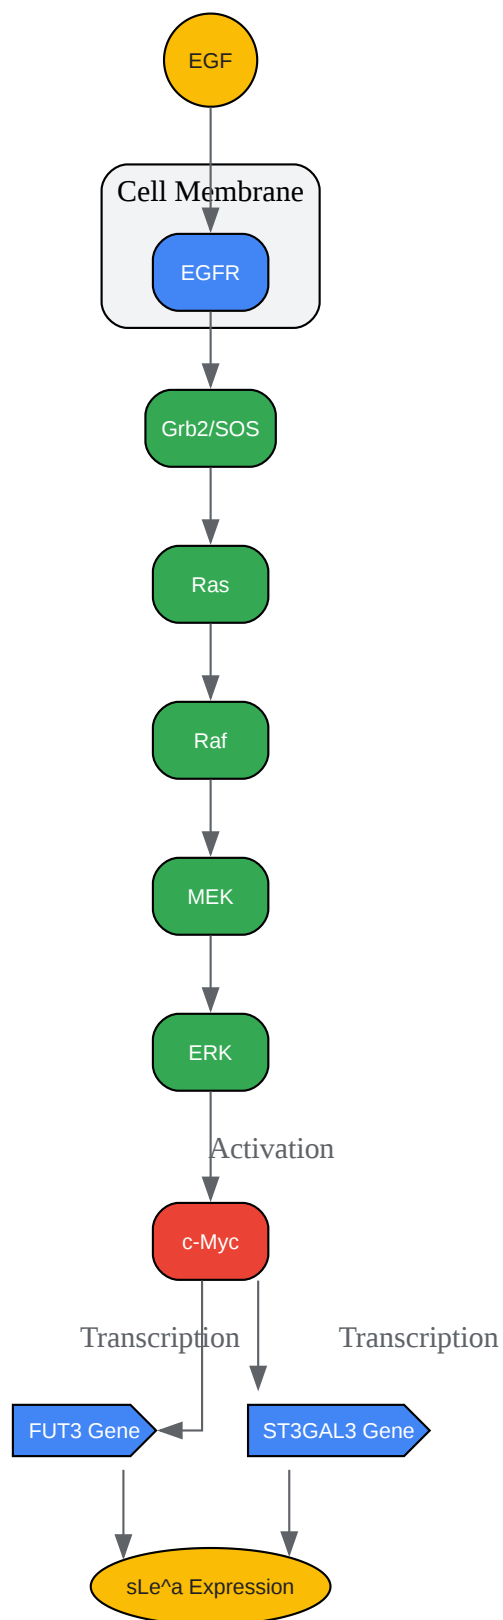 EGF
Cell Membrane
EGFR
Grb2/SOS
Ras
Raf
MEK
ERK
Activation
c-Myc
Transcription
Transcription
FUT3 Gene
ST3GAL3 Gene
sLe^a Expression